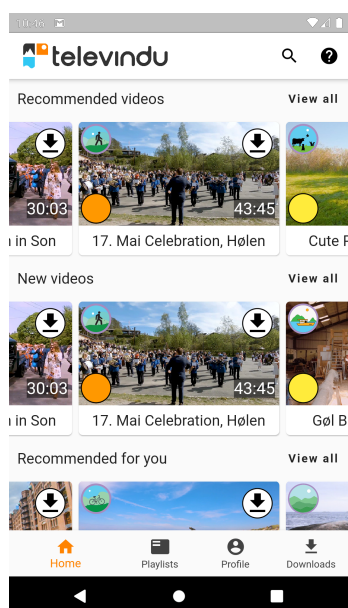 10:46
televindu
Recommended videos View all
30:03 43:45
n in Son 17. Mai Celebration, Hølen Cute F
New videos View all
30:03 43:45
n in Son 17. Mai Celebration, Hølen Gøl B
Recommended for you View all
Home Playlists Profile Downloads